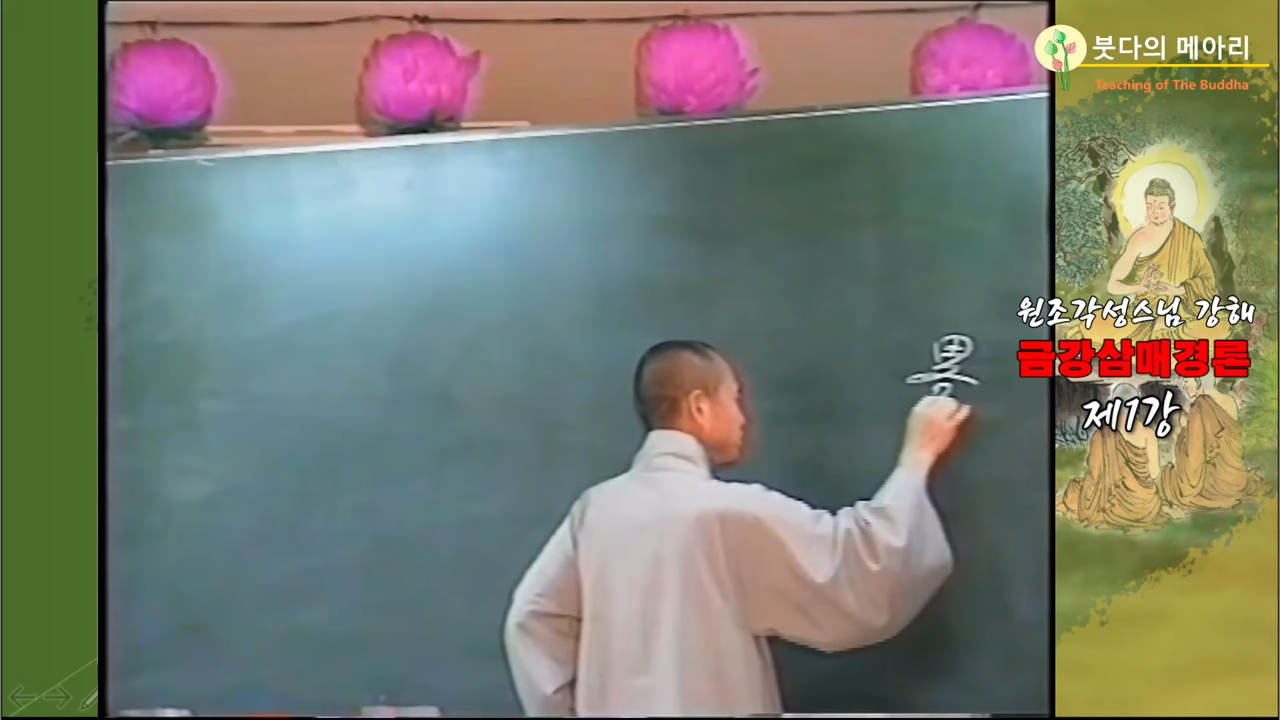 붓다의 메아리
Teaching of The Buddha
원조각성스님 강해
금강삼매경론
제1강